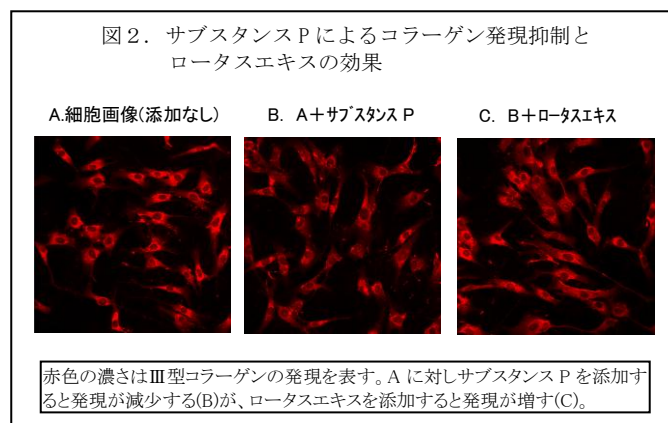 図２．サブスタンスＰによるコラーゲン発現抑制と
ロータスエキスの効果
A.細胞画像(添加なし)
B. A＋ｻﾌﾞｽﾀﾝｽ P
C. B＋ﾛｰﾀｽｴｷｽ
赤色の濃さはⅢ型コラーゲンの発現を表す。A に対しサブスタンス P を添加す
ると発現が減少する(B)が、ロータスエキスを添加すると発現が増す(C)。